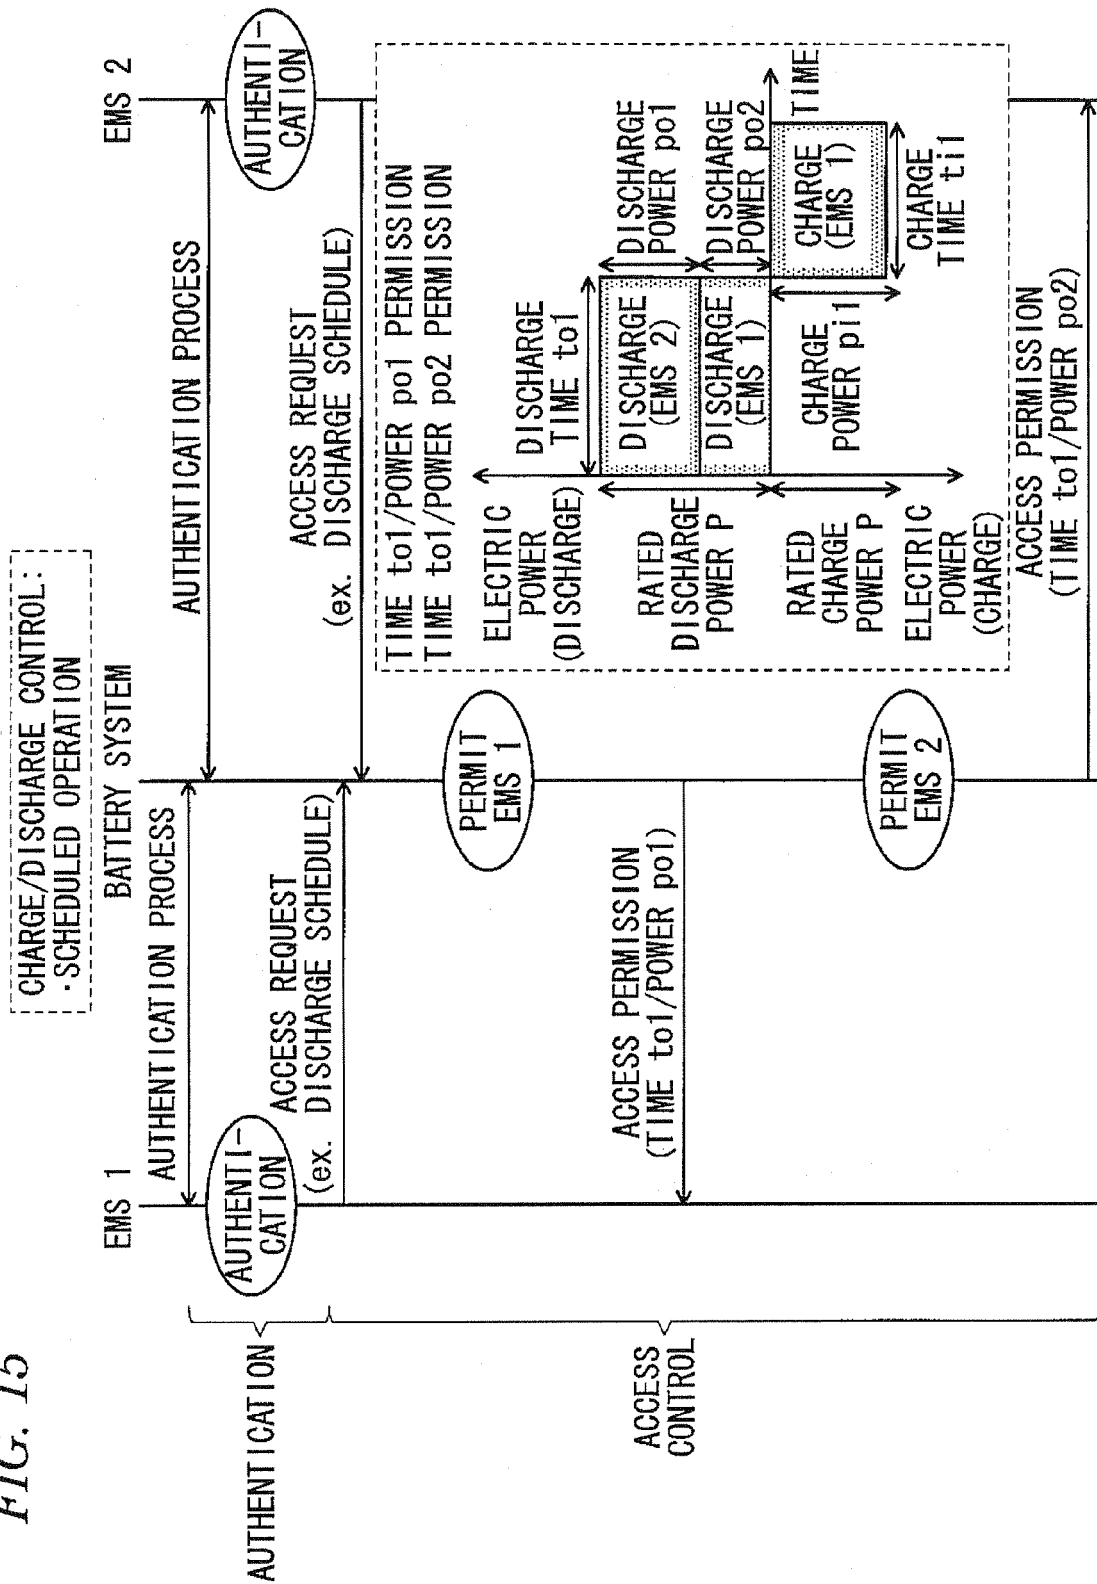 FIG. 15
CHARGE/DISCHARGE CONTROL:
·SCHEDULED OPERATION
EMS 1
BATTERY SYSTEM
EMS 2
AUTHENTICATION PROCESS
AUTHENTICATION PROCESS
AUTHENTI-
CATION
AUTHENTI-
CATION
AUTHENTICATION
ACCESS REQUEST
(ex. DISCHARGE SCHEDULE)
ACCESS REQUEST
(ex. DISCHARGE SCHEDULE)
TIME to1/POWER po1 PERMISSION
TIME to1/POWER po2 PERMISSION
PERMIT
EMS 1
ELECTRIC
POWER
(DISCHARGE)
DISCHARGE
TIME to1
RATED
DISCHARGE
POWER P
DISCHARGE
(EMS 2)
DISCHARGE
POWER po1
DISCHARGE
(EMS 1)
DISCHARGE
POWER po2
TIME
RATED
CHARGE
POWER P
CHARGE
POWER pi1
CHARGE
(EMS 1)
CHARGE
TIME ti1
ELECTRIC
POWER
(CHARGE)
ACCESS PERMISSION
(TIME to1/POWER po1)
ACCESS
CONTROL
PERMIT
EMS 2
ACCESS PERMISSION
(TIME to1/POWER po2)